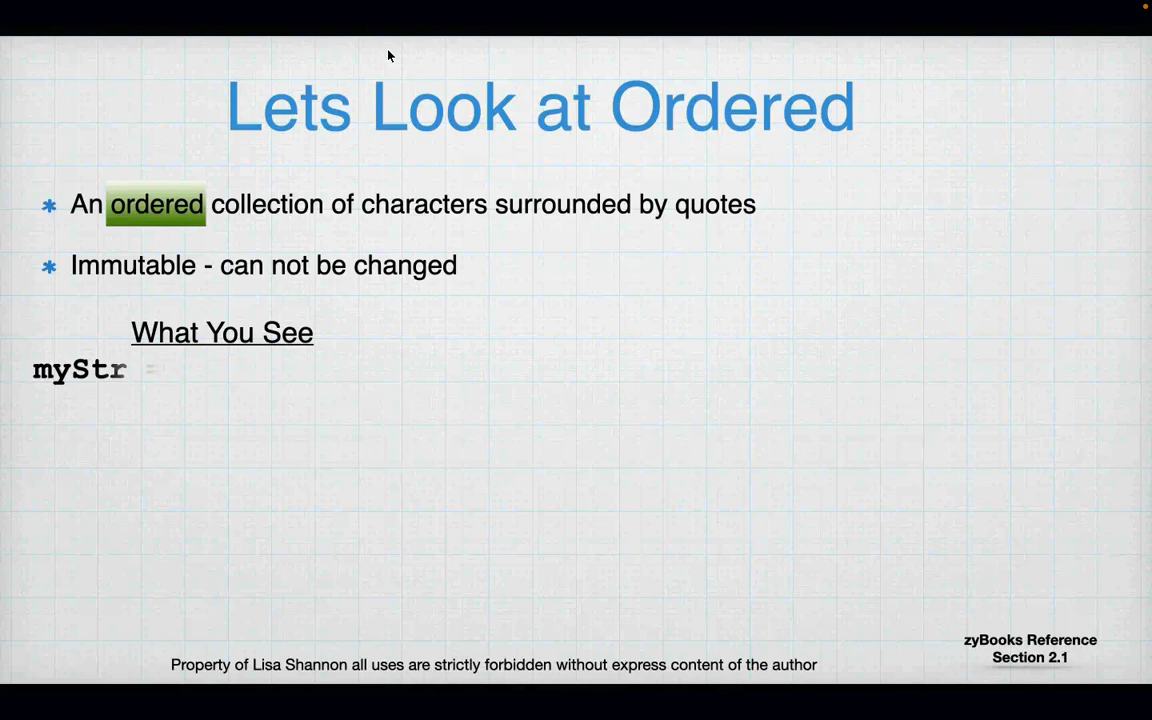 Lets Look at Ordered
* An ordered collection of characters surrounded by quotes
* Immutable - can not be changed
What You See
myStr =
zyBooks Reference
Section 2.1
Property of Lisa Shannon all uses are strictly forbidden without express content of the author